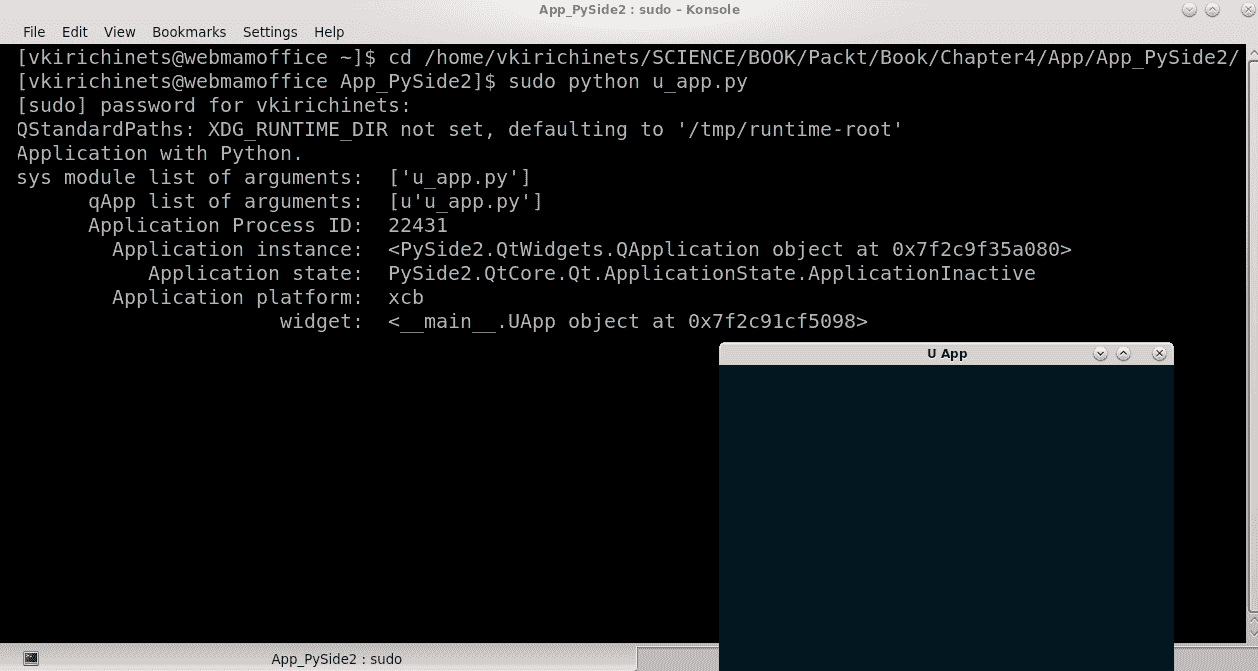 App_PySide2 : sudo – Konsole
File Edit View Bookmarks Settings Help
[vkirichinets@webmamoffice ~]$ cd /home/vkirichinets/SCIENCE/BOOK/Packt/Book/Chapter4/App/App_PySide2/
[vkirichinets@webmamoffice App_PySide2]$ sudo python u_app.py
[sudo] password for vkirichinets:
QStandardPaths: XDG_RUNTIME_DIR not set, defaulting to '/tmp/runtime-root'
Application with Python.
sys module list of arguments:  ['u_app.py']
      qApp list of arguments:  [u'u_app.py']
      Application Process ID:  22431
        Application instance:  <PySide2.QtWidgets.QApplication object at 0x7f2c9f35a080>
           Application state:  PySide2.QtCore.Qt.ApplicationState.ApplicationInactive
        Application platform:  xcb
                      widget:  <__main__.UApp object at 0x7f2c91cf5098>
U App
App_PySide2 : sudo